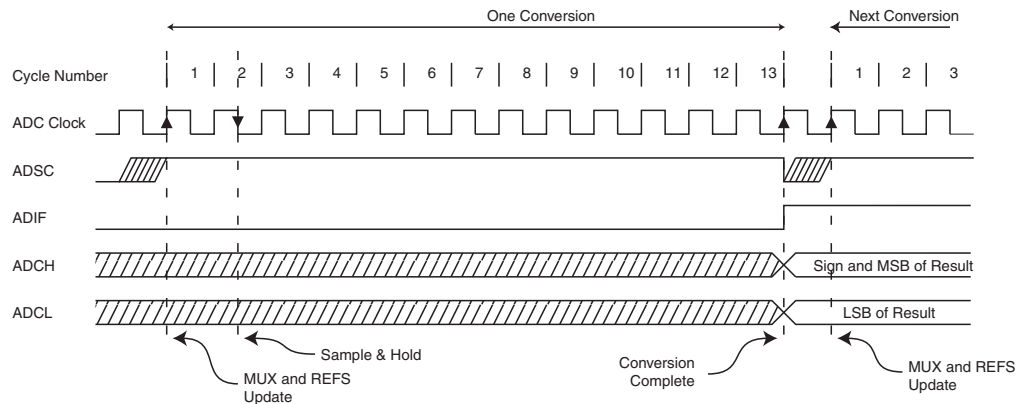 One Conversion Next Conversion
Cycle Number 1 2 3 4 5 6 7 8 9 10 11 12 13 1 2 3
ADC Clock
ADSC
ADIF
ADCH Sign and MSB of Result
ADCL LSB of Result
Sample & Hold
MUX and REFS
Update
Conversion
Complete
MUX and REFS
Update